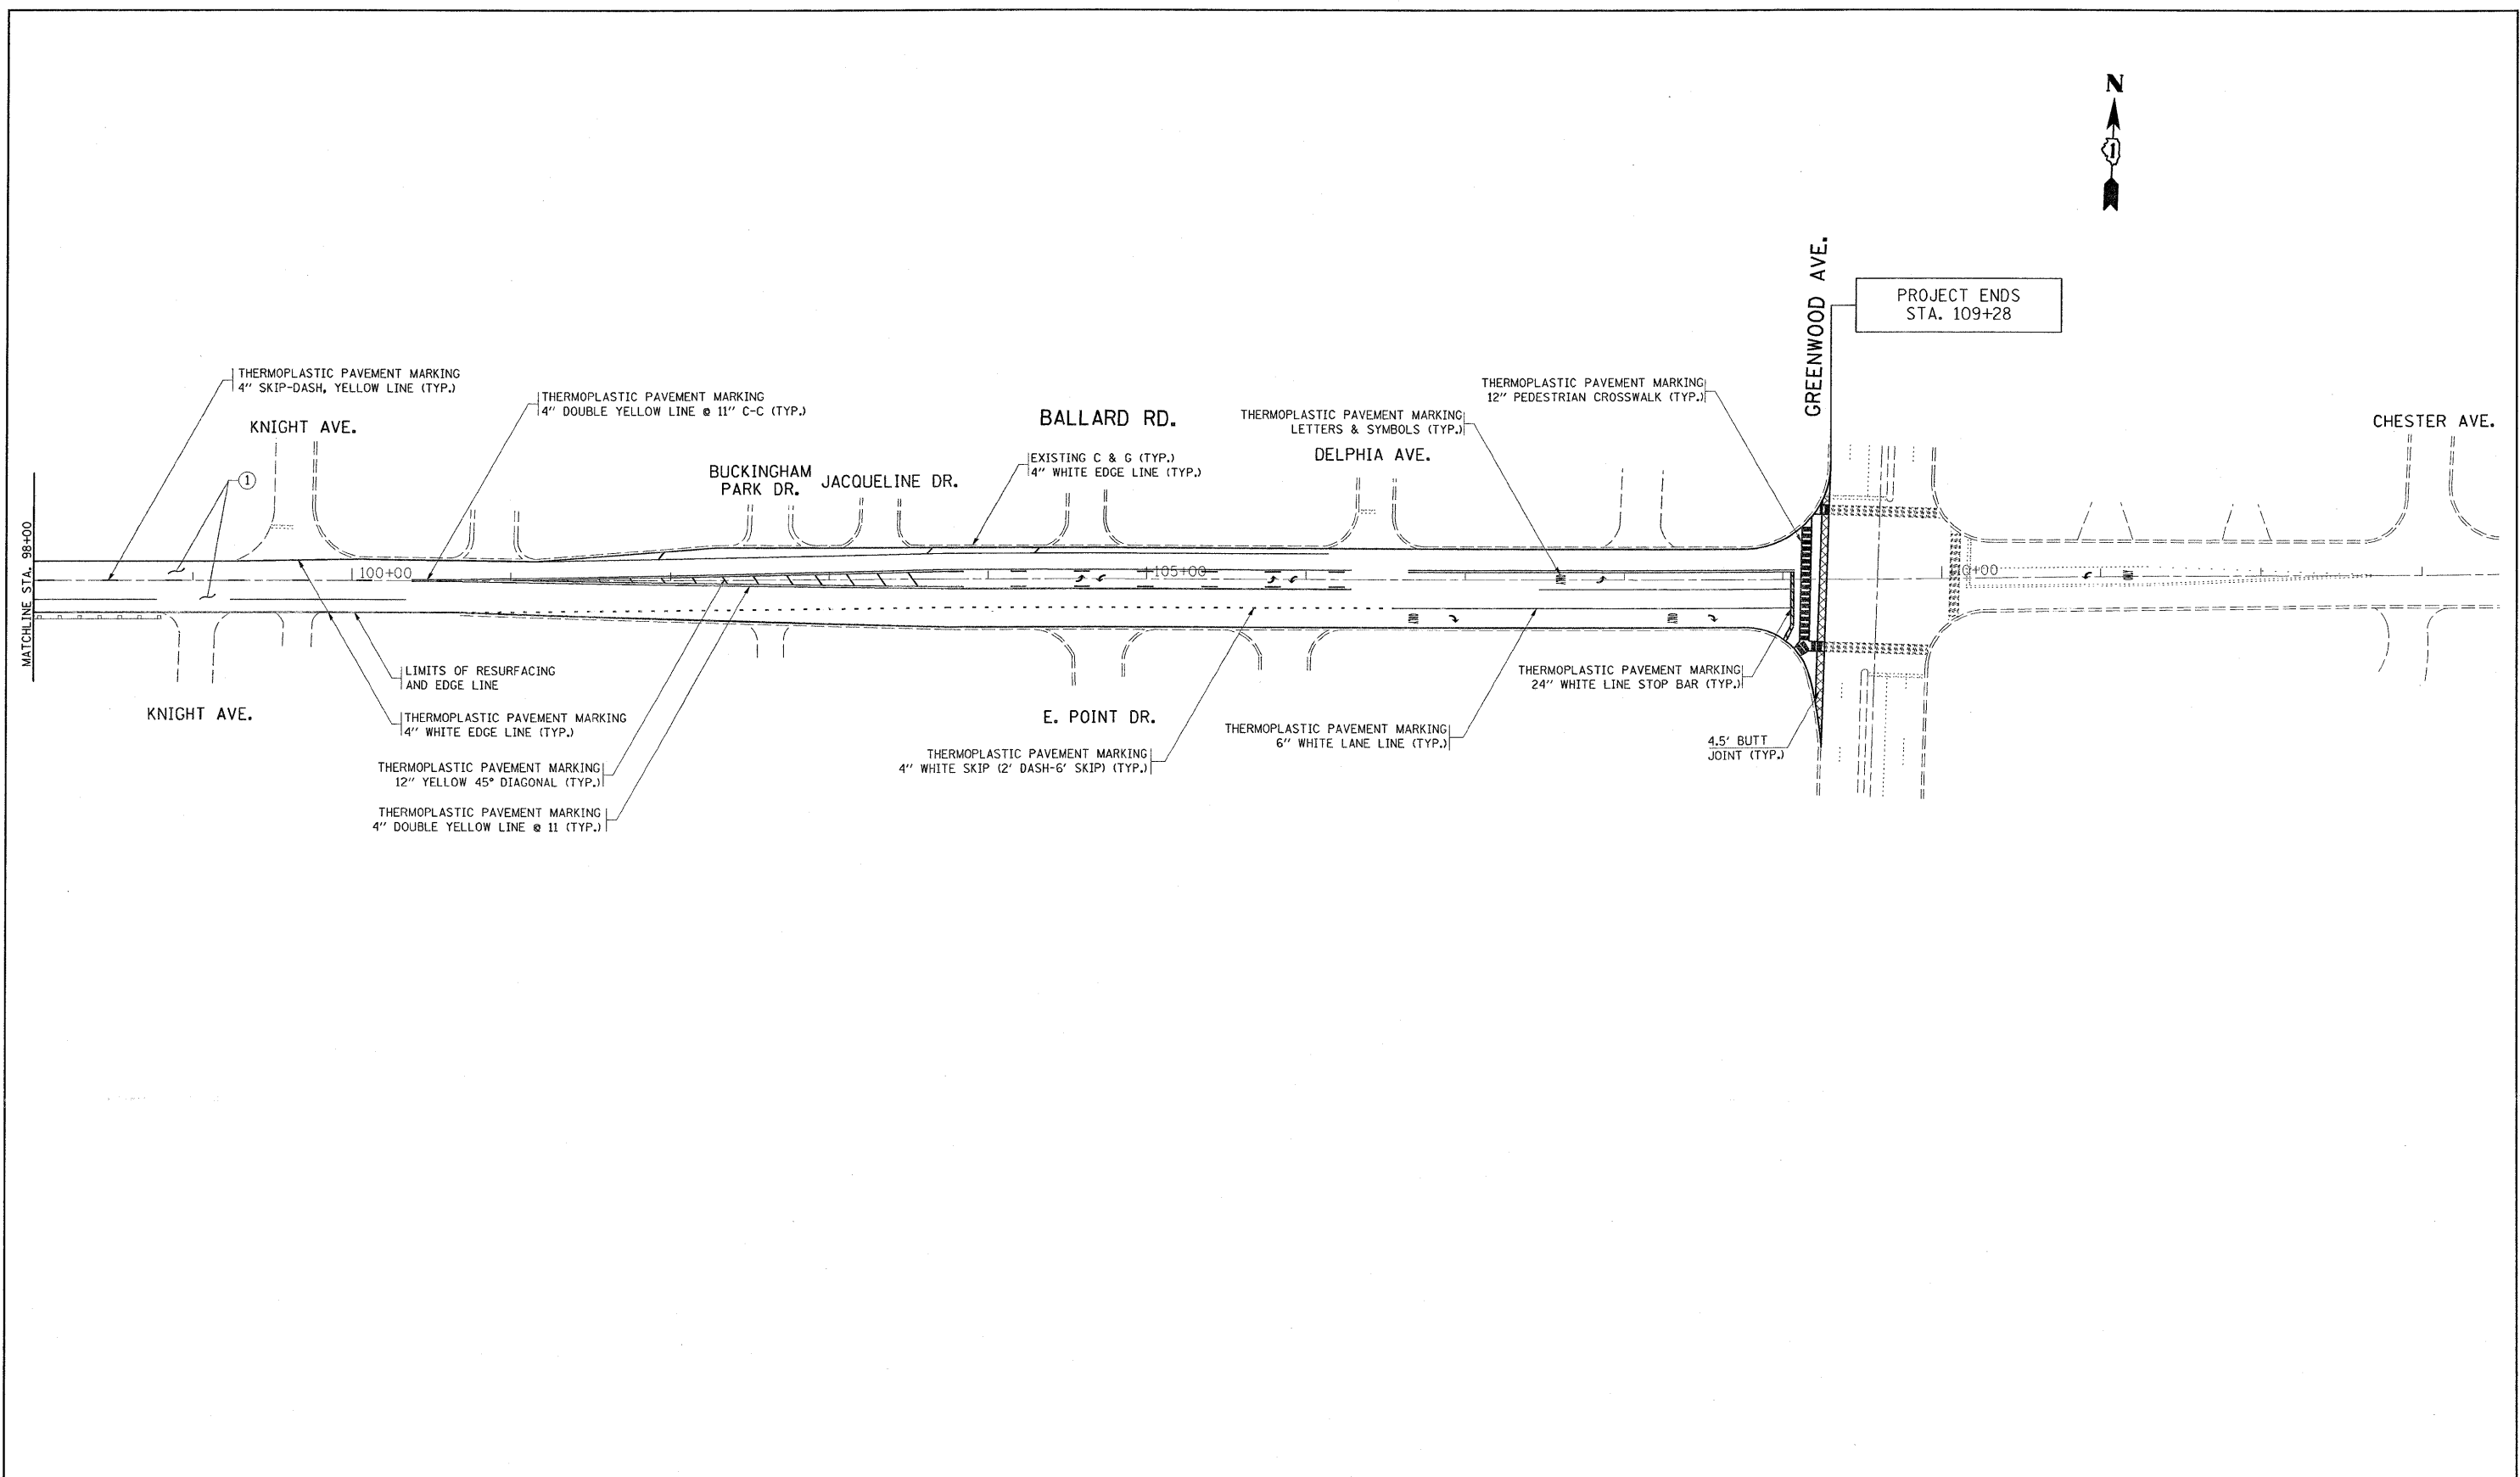 N
1
GREENWOOD AVE.
PROJECT ENDS
STA. 109+28
THERMOPLASTIC PAVEMENT MARKING
4" SKIP-DASH, YELLOW LINE (TYP.)
THERMOPLASTIC PAVEMENT MARKING
4" DOUBLE YELLOW LINE @ 11" C-C (TYP.)
THERMOPLASTIC PAVEMENT MARKING
12" PEDESTRIAN CROSSWALK (TYP.)
BALLARD RD.
THERMOPLASTIC PAVEMENT MARKING
LETTERS & SYMBOLS (TYP.)
KNIGHT AVE.
CHESTER AVE.
EXISTING C & G (TYP.)
4" WHITE EDGE LINE (TYP.)
DELPHIA AVE.
BUCKINGHAM
PARK DR.
JACQUELINE DR.
1
MATCHLINE STA. 98+00
100+00
105+00
ONLY
ONLY
ONLY
ONLY
LIMITS OF RESURFACING
AND EDGE LINE
THERMOPLASTIC PAVEMENT MARKING
24" WHITE LINE STOP BAR (TYP.)
KNIGHT AVE.
THERMOPLASTIC PAVEMENT MARKING
4" WHITE EDGE LINE (TYP.)
E. POINT DR.
THERMOPLASTIC PAVEMENT MARKING
6" WHITE LANE LINE (TYP.)
4.5' BUTT
JOINT (TYP.)
THERMOPLASTIC PAVEMENT MARKING
4" WHITE SKIP (2' DASH-6' SKIP) (TYP.)
THERMOPLASTIC PAVEMENT MARKING
12" YELLOW 45° DIAGONAL (TYP.)
THERMOPLASTIC PAVEMENT MARKING
4" DOUBLE YELLOW LINE @ 11 (TYP.)